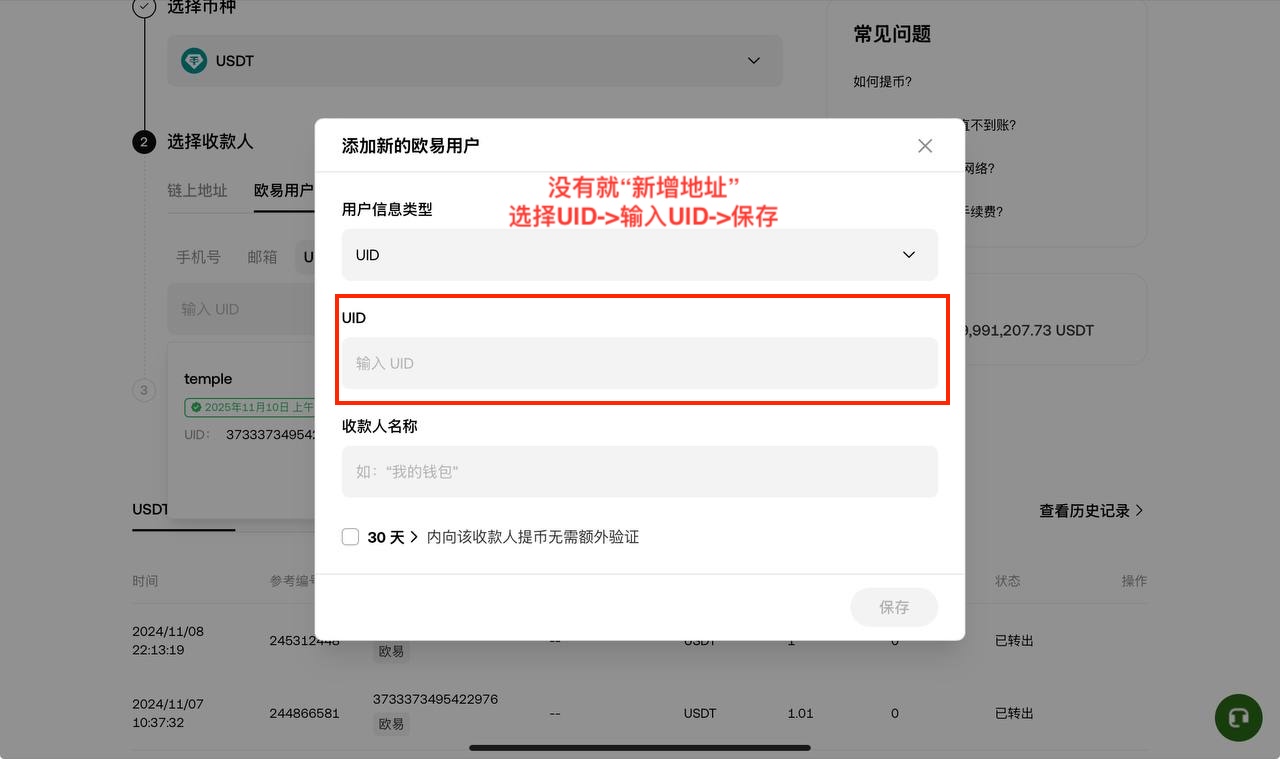 选择币种
USDT
2
选择收款人
链上地址
欧易用户
手机号
邮箱
U
输入 UID
3
temple
2025年11月10日 上午
UID:
373337349542
USDT
常见问题
如何提币?
直不到账?
网络?
手续费?
9,991,207.73 USDT
添加新的欧易用户
没有就“新增地址”
选择UID->输入UID->保存
用户信息类型
UID
UID
输入 UID
收款人名称
如：“我的钱包”
30 天
内向该收款人提币无需额外验证
保存
查看历史记录
时间
参考编号
状态
操作
2024/11/08
22:13:19
245312448
欧易
--
USDT
1
0
已转出
2024/11/07
10:37:32
244866581
3733373495422976
欧易
--
USDT
1.01
0
已转出